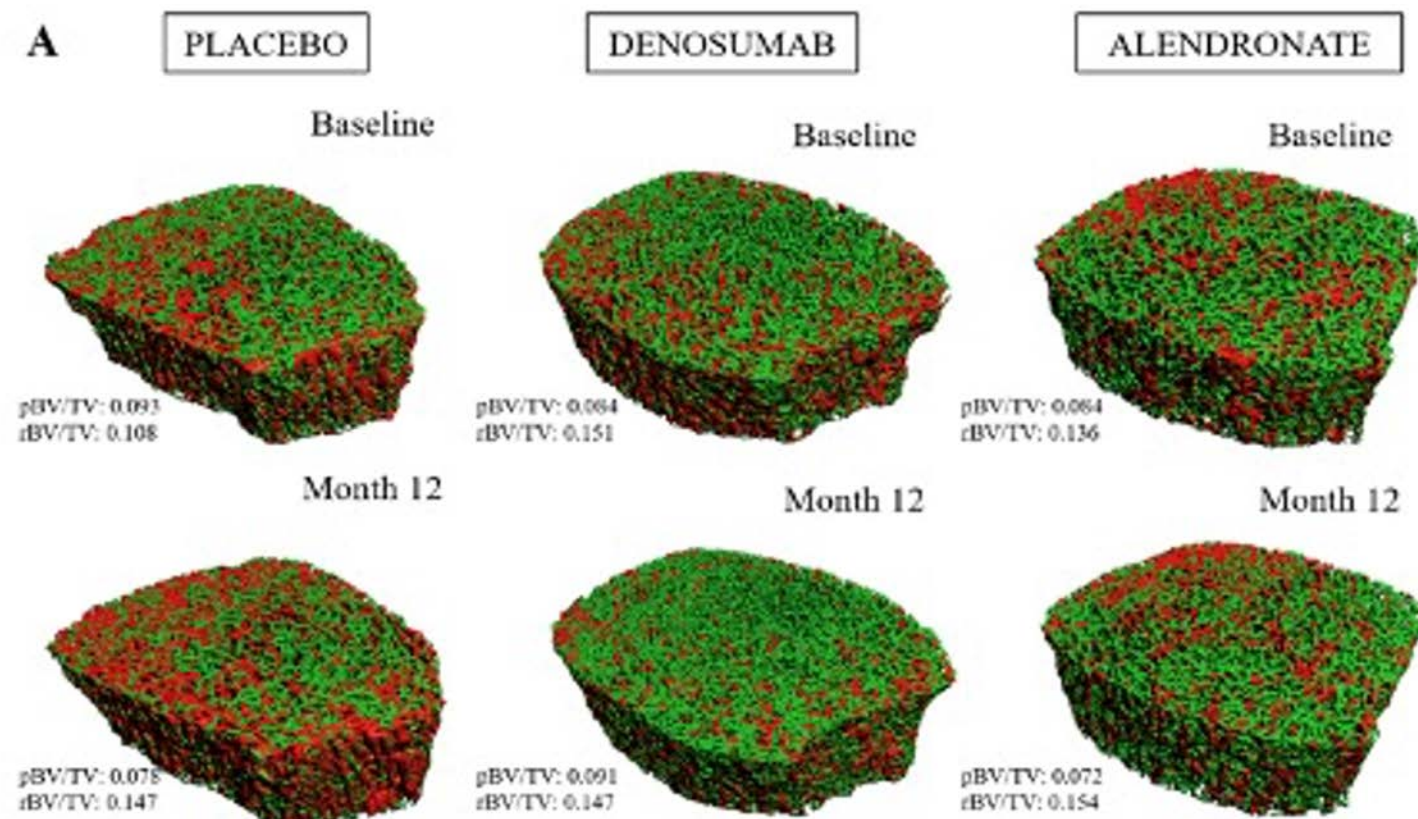 A
PLACEBO
DENOSUMAB
ALENDRONATE
Baseline
Baseline
Baseline
pBV/TV: 0.093
rBV/TV: 0.108
pBV/TV: 0.084
rBV/TV: 0.151
pBV/TV: 0.084
rBV/TV: 0.136
Month 12
Month 12
Month 12
pBV/TV: 0.078
rBV/TV: 0.147
pBV/TV: 0.091
rBV/TV: 0.147
pBV/TV: 0.072
rBV/TV: 0.154